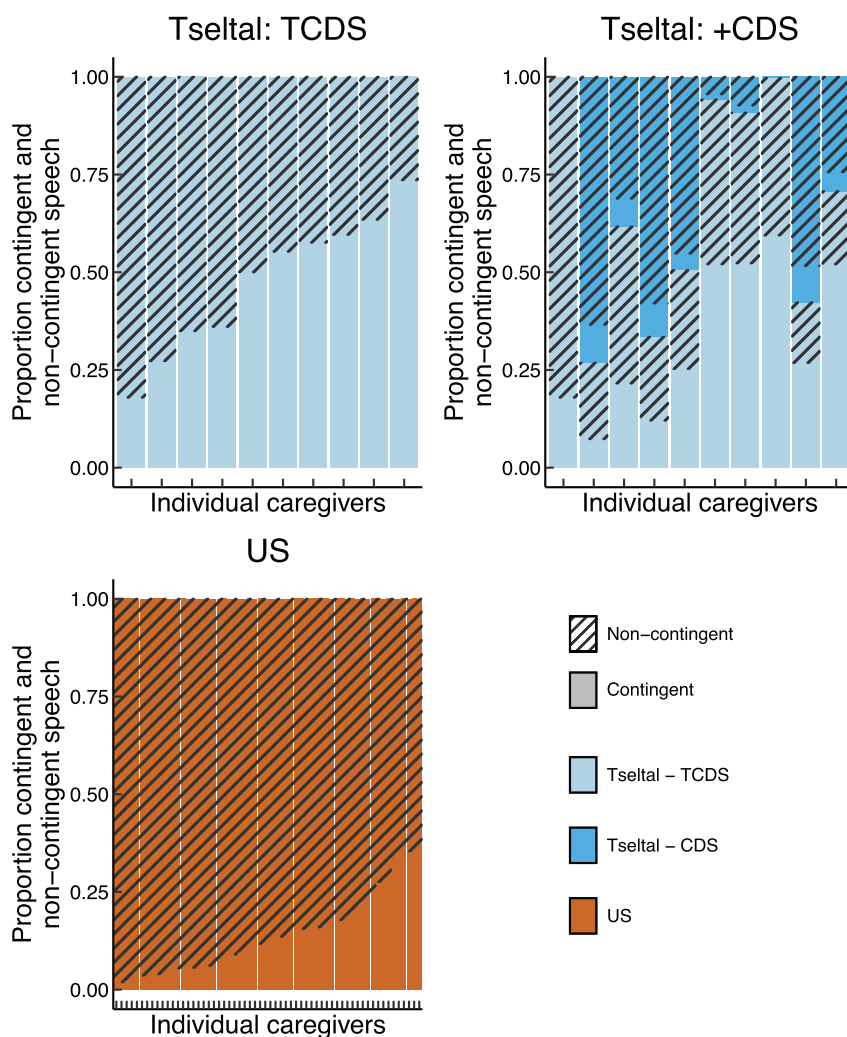 Tseltal: TCDS
Proportion contingent and
non−contingent speech
1.00
0.75
0.50
0.25
0.00
Individual caregivers
Tseltal: +CDS
Proportion contingent and
non−contingent speech
1.00
0.75
0.50
0.25
0.00
Individual caregivers
US
Proportion contingent and
non−contingent speech
1.00
0.75
0.50
0.25
0.00
Individual caregivers
Non−contingent
Contingent
Tseltal − TCDS
Tseltal − CDS
US